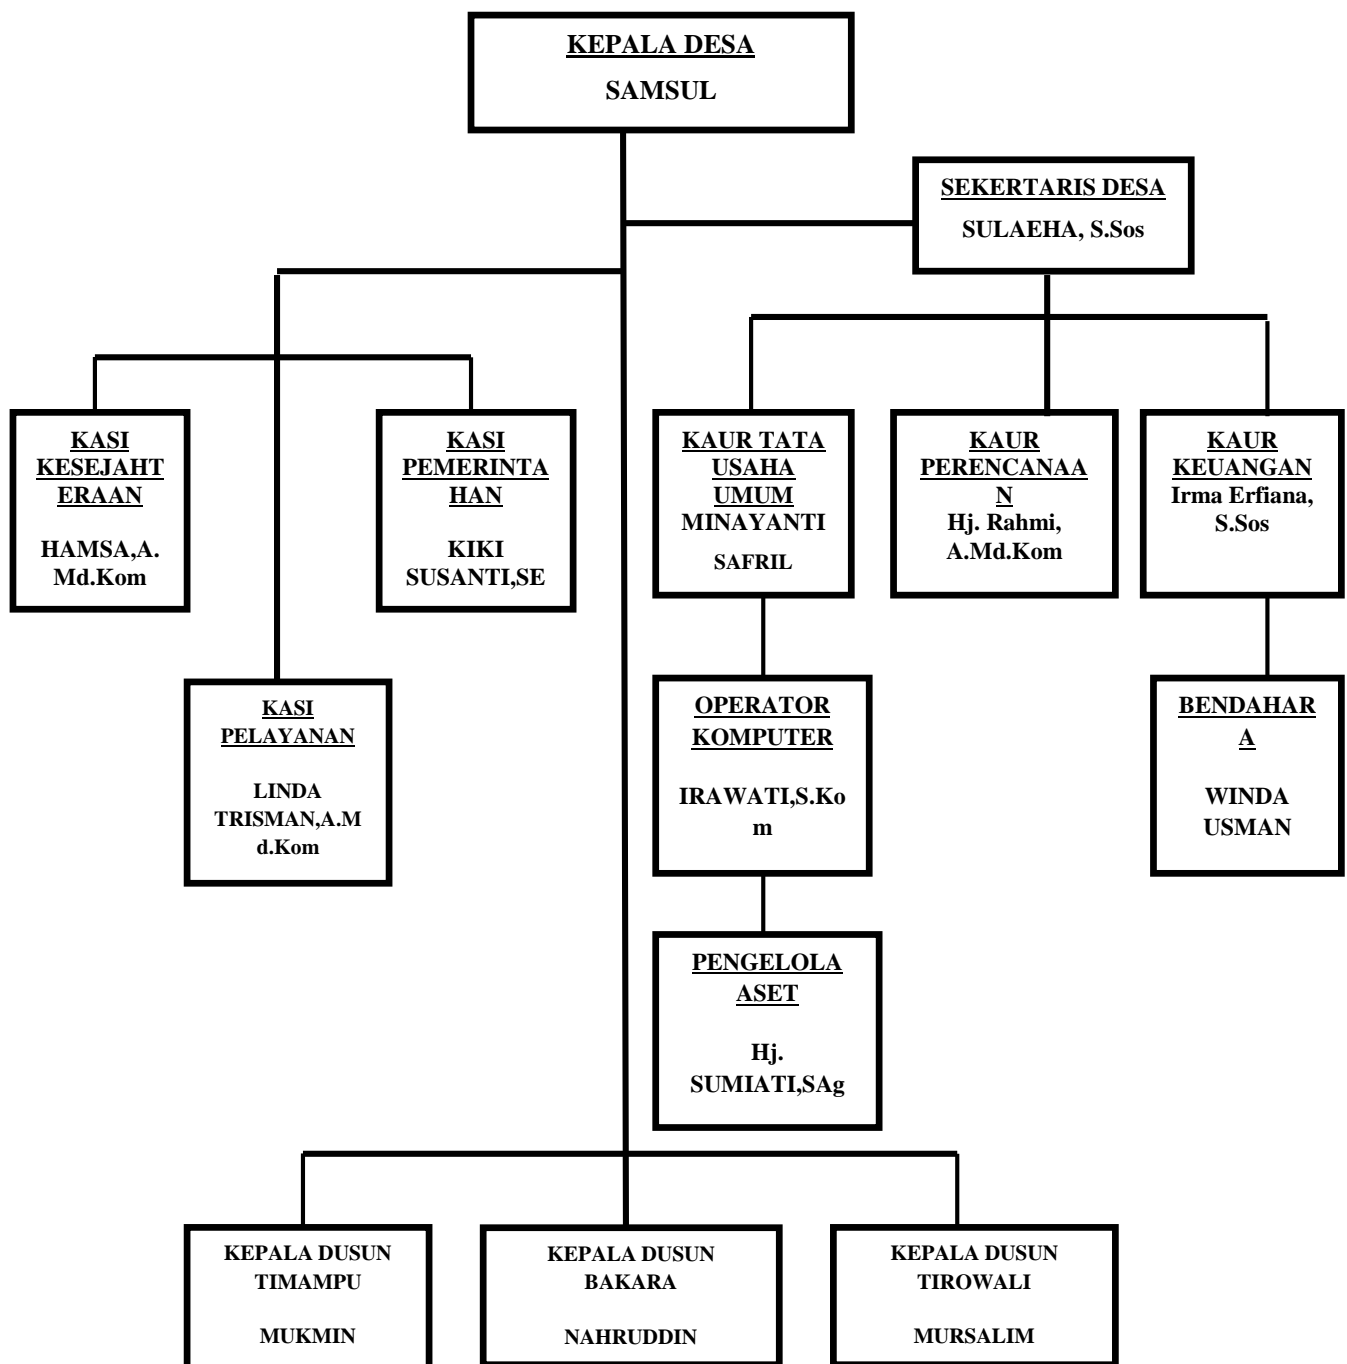 KEPALA DESA
SAMSUL
SEKERTARIS DESA
SULAEHA, S.Sos
KASI
KESEJAHT
ERAAN
HAMSA,A.
Md.Kom
KASI
PEMERINTA
HAN
KIKI
SUSANTI,SE
KAUR TATA
USAHA
UMUM
MINAYANTI
SAFRIL
KAUR
PERENCANAA
N
Hj. Rahmi,
A.Md.Kom
KAUR
KEUANGAN
Irma Erfiana,
S.Sos
KASI
PELAYANAN
LINDA
TRISMAN,A.M
d.Kom
OPERATOR
KOMPUTER
IRAWATI,S.Ko
m
BENDAHAR
A
WINDA
USMAN
PENGELOLA
ASET
Hj.
SUMIATI,SAg
KEPALA DUSUN
TIMAMPU
MUKMIN
KEPALA DUSUN
BAKARA
NAHRUDDIN
KEPALA DUSUN
TIROWALI
MURSALIM